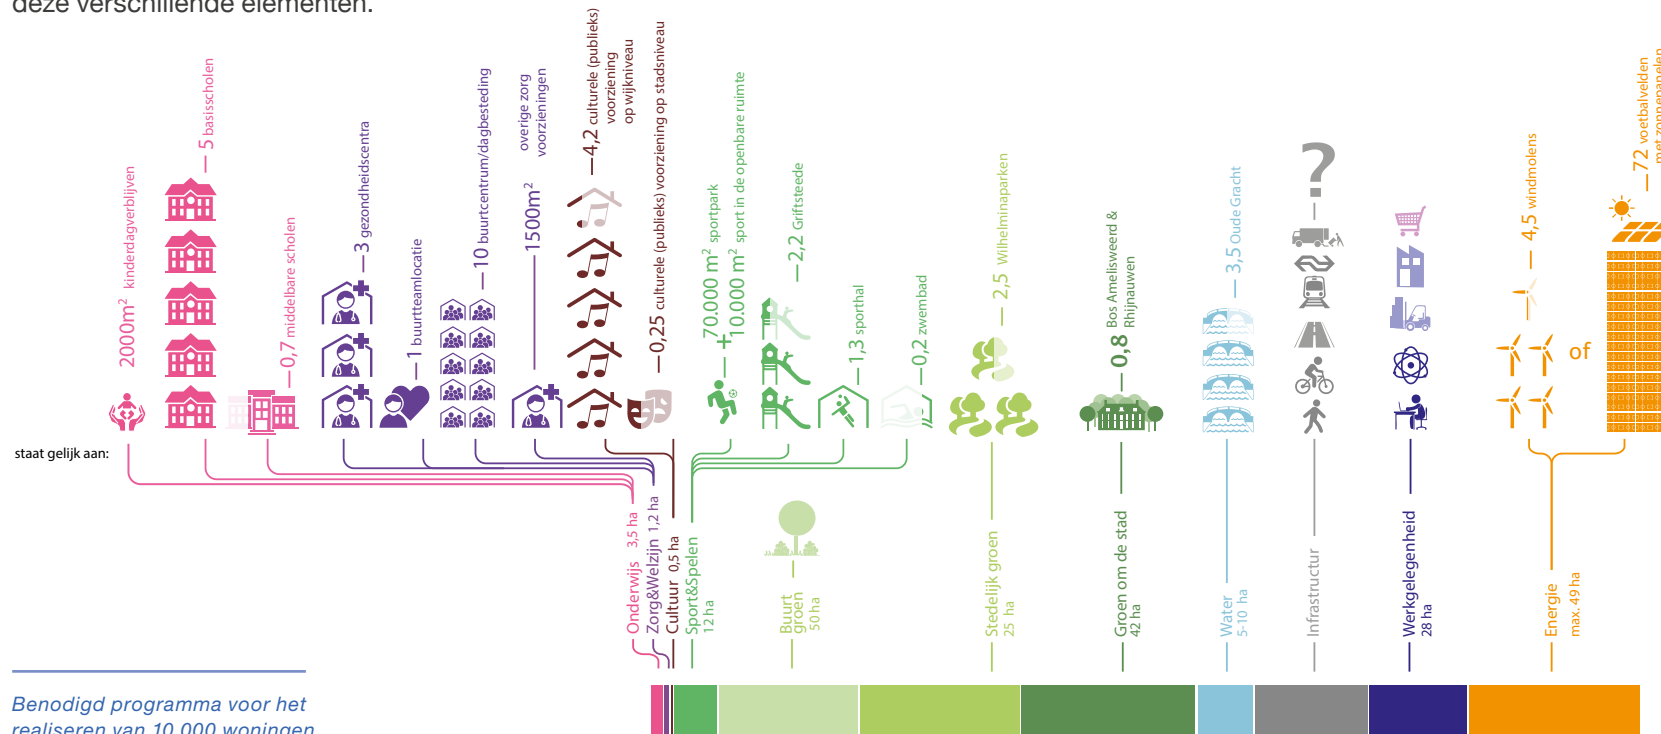 deze verschillende elementen.
2000m² kinderdagverblijven
5 basisscholen
0,7 middelbare scholen
3 gezondheidscentra
1 buurtteamlocatie
10 buurtcentrum/dagbesteding
1500m²
overige zorg
voorzieningen
4,2 culturele (publieks)
voorziening
op wijkniveau
0,25 culturele (publieks) voorziening op stadsniveau
70.000 m² sportpark
+
10.000 m² sport in de openbare ruimte
2,2 Griftsteede
1,3 sporthal
0,2 zwembad
2,5 Wilhelminaparken
0,8 Bos Amelisweerd &
Rhijnauwen
3,5 Oude Gracht
?
4,5 windmolens
of
72 voetbalvelden
met zonnepanelen
staat gelijk aan:
Onderwijs 3,5 ha
Zorg&Welzijn 1,2 ha
Cultuur 0,5 ha
Sport&Spelen
12 ha
Buurt
groen
50 ha
Stedelijk groen
25 ha
Groen om de stad
42 ha
Water
5-10 ha
Infrastructuur
Werkgelegenheid
28 ha
Energie
max. 49 ha
Benodigd programma voor het
realiseren van 10.000 woningen